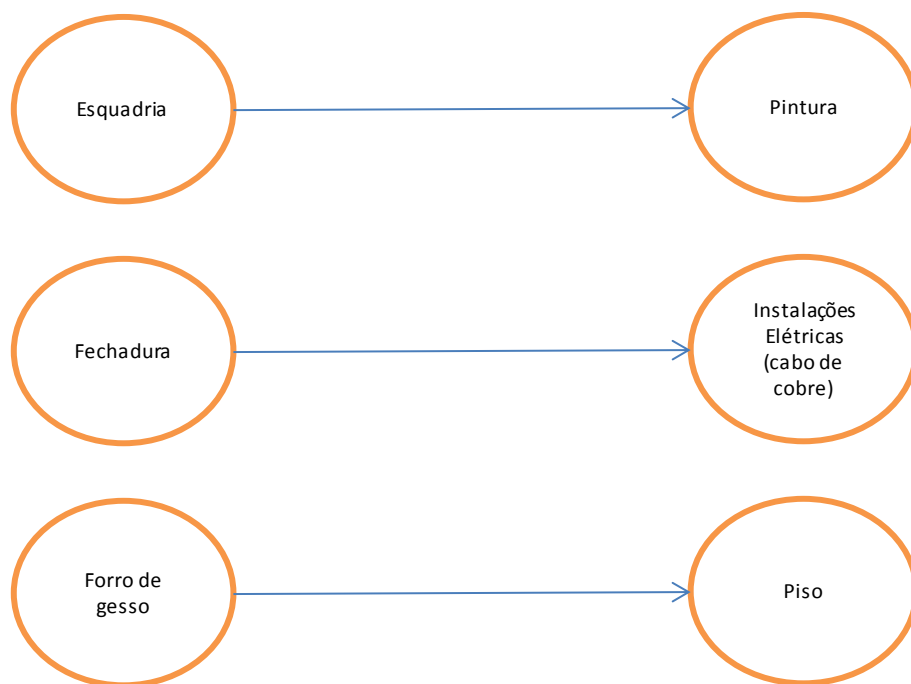 Esquadria
Pintura
Fechadura
Instalações
Elétricas
(cabo de
cobre)
Forro de
gesso
Piso